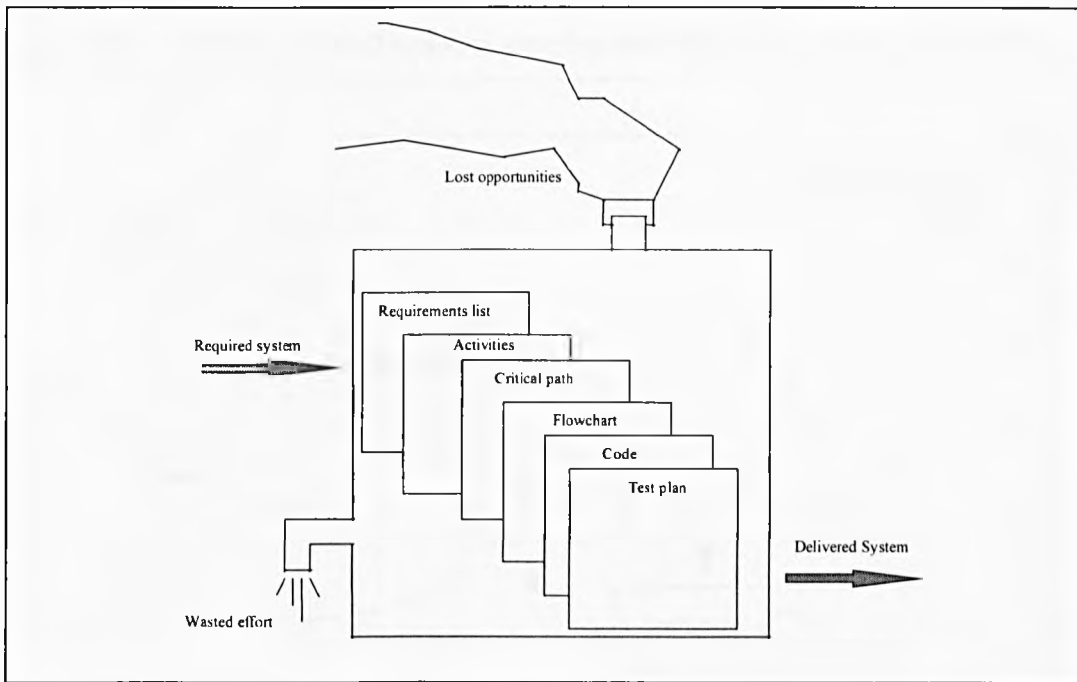 Lost opportunities
Requirements list
Required system
Activities
Critical path
Flowchart
Code
Test plan
Delivered System
Wasted effort